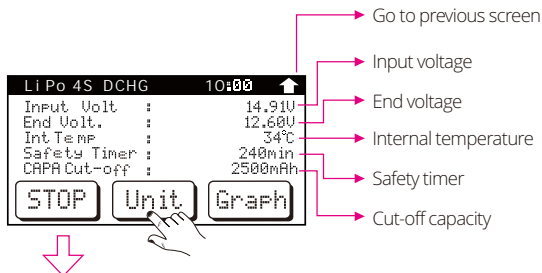 Go to previous screen
Input voltage
LiPo 4S DCHG 10:00
Input Volt : 14.91V
End voltage
End Volt. : 12.60V
Int Temp : 34℃
Internal temperature
Safety Timer : 240min
CAPA Cut-off : 2500mAh
Safety timer
STOP Unit Graph
Cut-off capacity